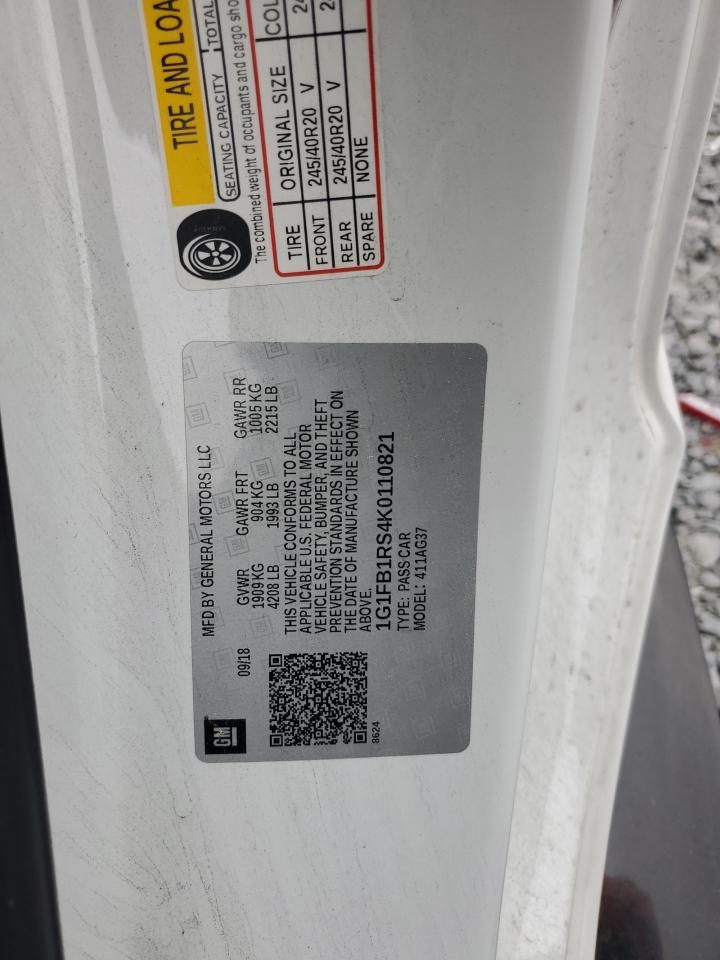 TIRE AND LOA
SEATING CAPACITY TOTAL
The combined weight of occupants and cargo sho
TIRE ORIGINAL SIZE COL
FRONT 245/40R20 V 24
REAR 245/40R20 V 2
SPARE NONE
MFD BY GENERAL MOTORS LLC
09/18 GVWR GAWR FRT GAWR RR
1909 KG 904 KG 1005 KG
4208 LB 1993 LB 2215 LB
THIS VEHICLE CONFORMS TO ALL
APPLICABLE U.S. FEDERAL MOTOR
VEHICLE SAFETY, BUMPER, AND THEFT
PREVENTION STANDARDS IN EFFECT ON
THE DATE OF MANUFACTURE SHOWN
ABOVE.
1G1FB1RS4K0110821
TYPE: PASS CAR
MODEL: 411AG37
GM
8624